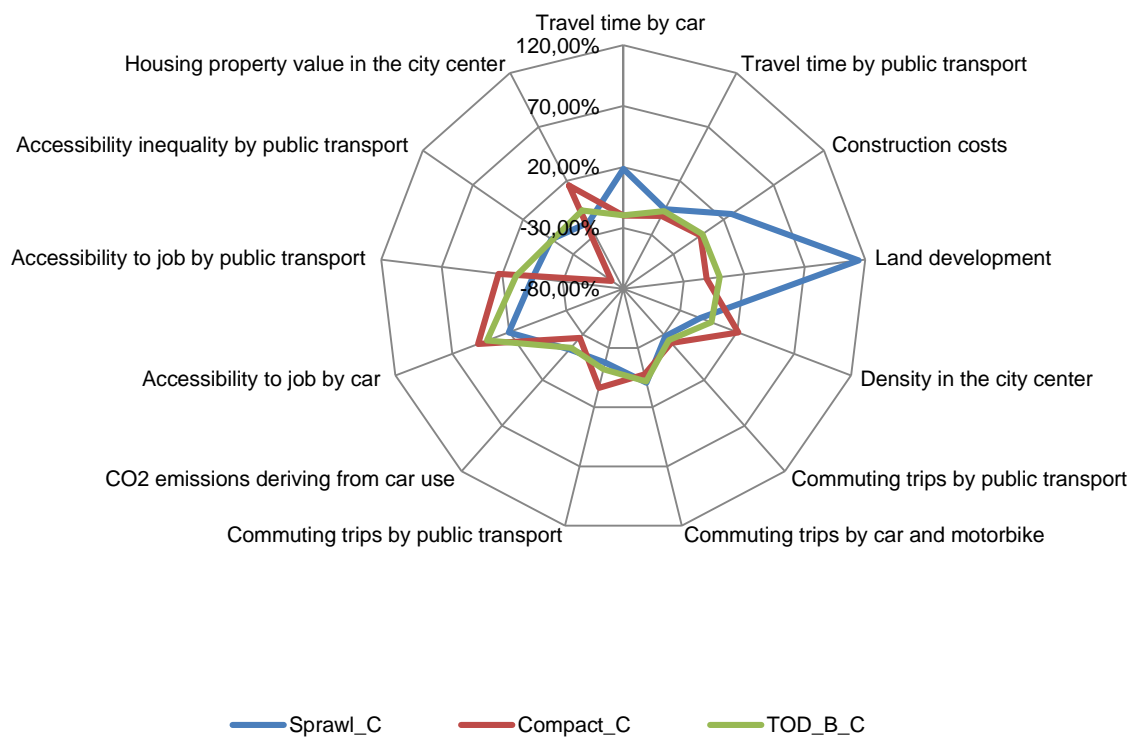 Travel time by car
120,00%
Housing property value in the city center
Travel time by public transport
70,00%
Accessibility inequality by public transport
Construction costs
20,00%
-30,00%
Accessibility to job by public transport
Land development
-80,00%
Accessibility to job by car
Density in the city center
CO2 emissions deriving from car use
Commuting trips by public transport
Commuting trips by public transport
Commuting trips by car and motorbike
Sprawl_C
Compact_C
TOD_B_C